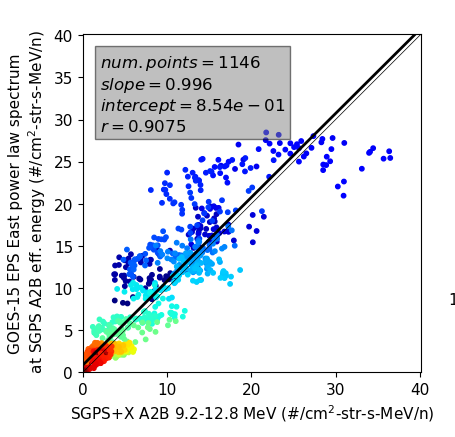 num.points=1146
slope=0.996
intercept=8.54e−01
r=0.9075
GOES-15 EPS East power law spectrum
at SGPS A2B eff. energy (#/cm²-str-s-MeV/n)
40
35
30
25
20
15
10
5
0
0 10 20 30 40
SGPS+X A2B 9.2-12.8 MeV (#/cm²-str-s-MeV/n)
1